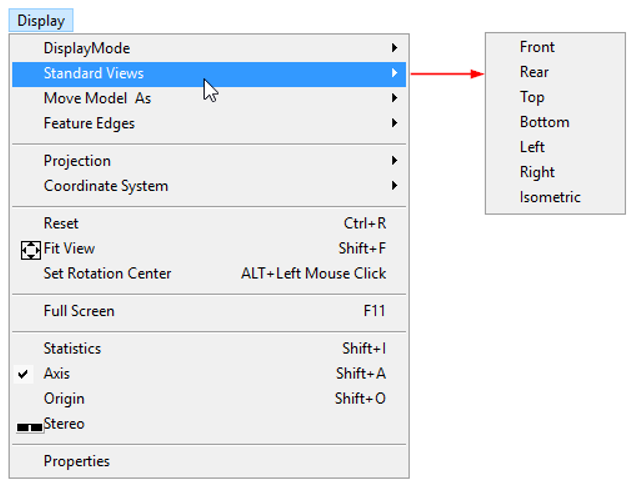 Display
DisplayMode
Standard Views
Move Model As
Feature Edges
Projection
Coordinate System
Reset Ctrl+R
Fit View Shift+F
Set Rotation Center ALT+Left Mouse Click
Full Screen F11
Statistics Shift+I
Axis Shift+A
Origin Shift+O
Stereo
Properties
Front
Rear
Top
Bottom
Left
Right
Isometric